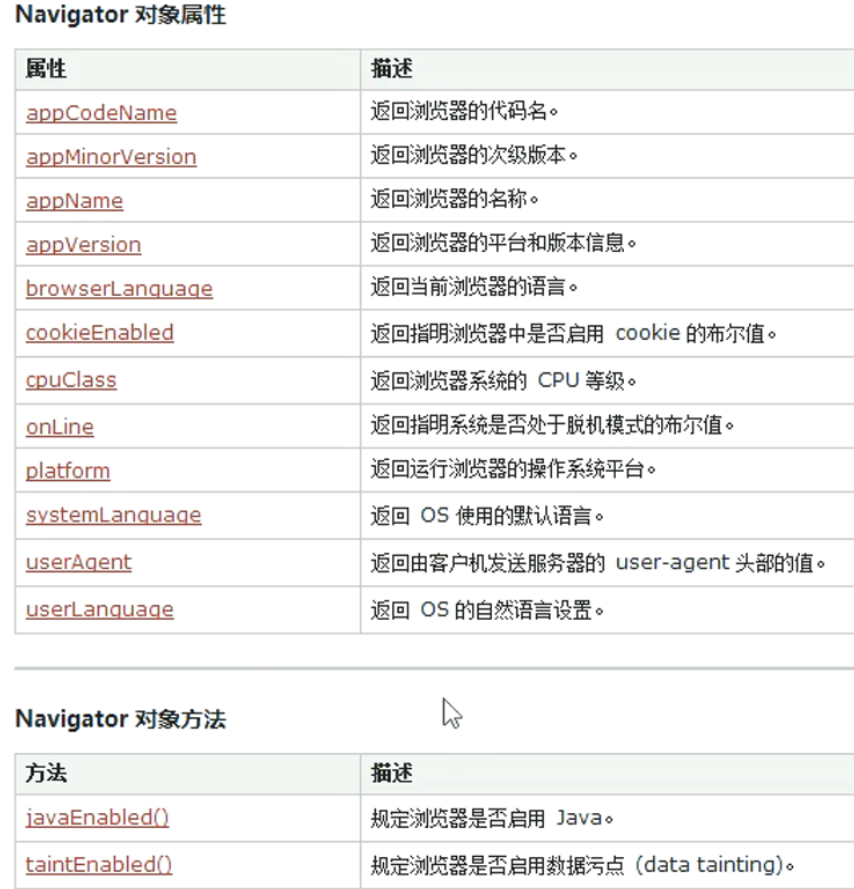 Navigator 对象属性
属性 描述
appCodeName 返回浏览器的代码名。
appMinorVersion 返回浏览器的次级版本。
appName 返回浏览器的名称。
appVersion 返回浏览器的平台和版本信息。
browserLanguage 返回当前浏览器的语言。
cookieEnabled 返回指明浏览器中是否启用 cookie 的布尔值。
cpuClass 返回浏览器系统的 CPU 等级。
onLine 返回指明系统是否处于脱机模式的布尔值。
platform 返回运行浏览器的操作系统平台。
systemLanguage 返回 OS 使用的默认语言。
userAgent 返回由客户机发送服务器的 user-agent 头部的值。
userLanguage 返回 OS 的自然语言设置。
Navigator 对象方法
方法 描述
javaEnabled() 规定浏览器是否启用 Java。
taintEnabled() 规定浏览器是否启用数据污点 (data tainting)。